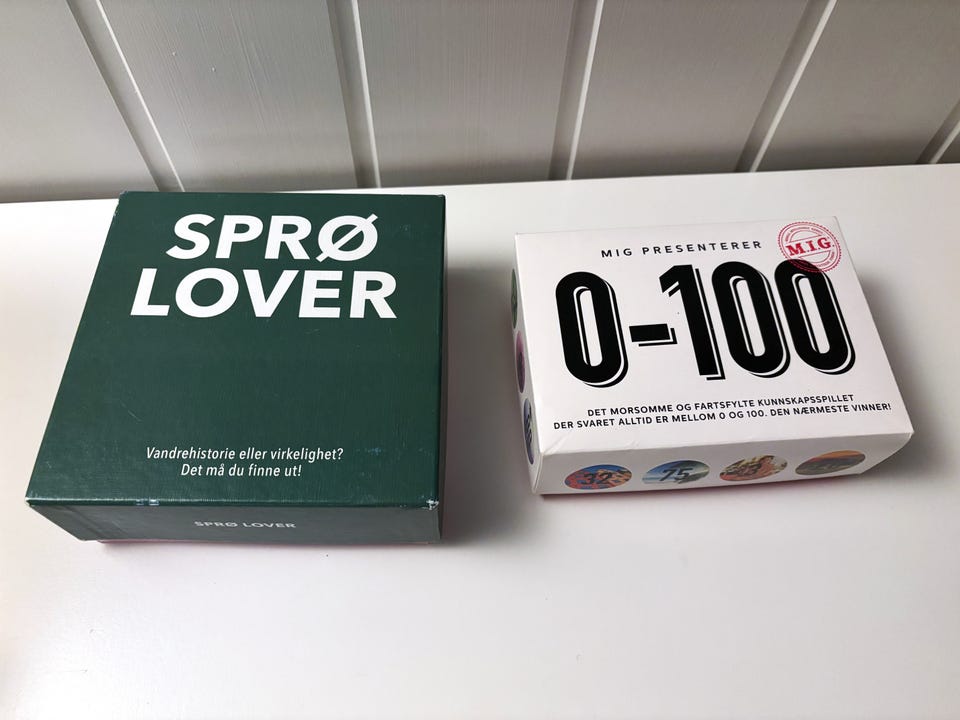 SPRØ
LOVER
Vandrehistorie eller virkelighet?
Det må du finne ut!
SPRØ LOVER
MIG PRESENTERER
M.I.G
0-100
DET MORSOMME OG FARTSFYLTE KUNNSKAPSSPILLET
DER SVARET ALLTID ER MELLOM 0 OG 100. DEN NÆRMESTE VINNER!
32
75